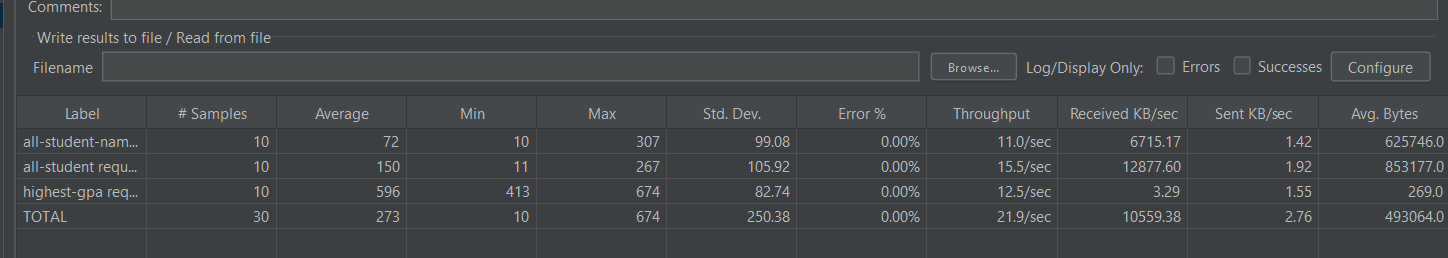 Comments:
Write results to file / Read from file
Filename Browse... Log/Display Only: Errors Successes Configure
Label # Samples Average Min Max Std. Dev. Error % Throughput Received KB/sec Sent KB/sec Avg. Bytes
all-student-nam... 10 72 10 307 99.08 0.00% 11.0/sec 6715.17 1.42 625746.0
all-student requ... 10 150 11 267 105.92 0.00% 15.5/sec 12877.60 1.92 853177.0
highest-gpa req... 10 596 413 674 82.74 0.00% 12.5/sec 3.29 1.55 269.0
TOTAL 30 273 10 674 250.38 0.00% 21.9/sec 10559.38 2.76 493064.0